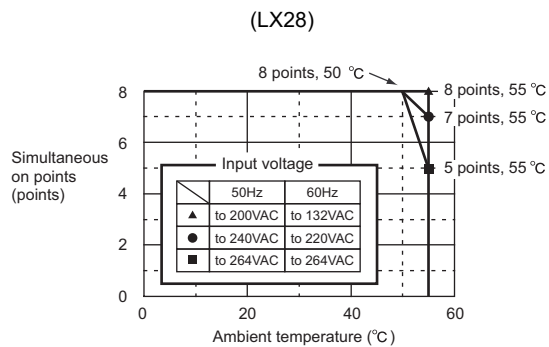 (LX28)
8 points, 50 ℃
8 points, 55 ℃
7 points, 55 ℃
5 points, 55 ℃
Simultaneous
on points
(points)
8
6
4
2
0
Input voltage
50Hz 60Hz
▲ to 200VAC to 132VAC
● to 240VAC to 220VAC
■ to 264VAC to 264VAC
0 20 40 60
Ambient temperature (℃)